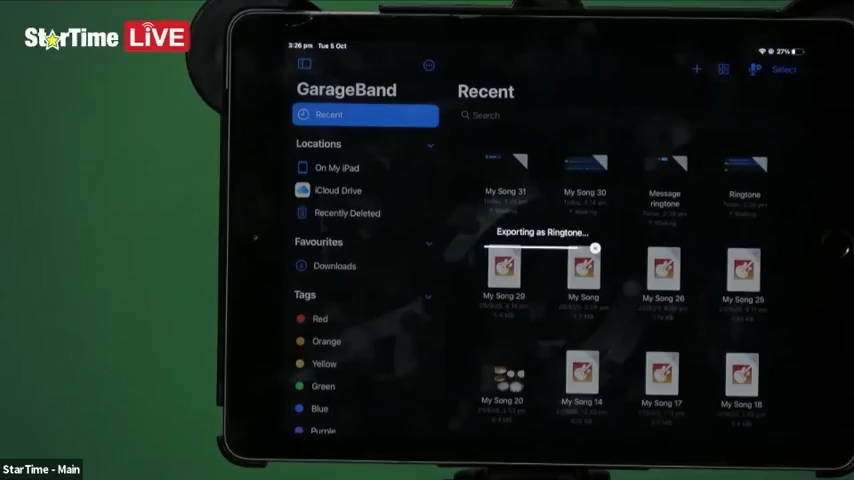 StarTime LIVE
3:26 pm Tue 5 Oct
27%
GarageBand
Recent
Select
Recent
Search
Locations
On My iPad
iCloud Drive
Recently Deleted
Favourites
Downloads
Tags
Red
Orange
Yellow
Green
Blue
Purple
My Song 31
My Song 30
Message
ringtone
Ringtone
Exporting as Ringtone...
My Song 29
My Song
My Song 26
My Song 25
My Song 20
My Song 14
My Song 17
My Song 18
StarTime - Main